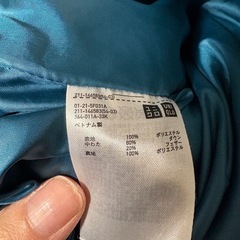 01-21-5F031A
ユニ
クロ
ベトナム製
表地 100% ポリエステル
中わた 80% ダウン
20% フェザー
裏地 100% ポリエステル